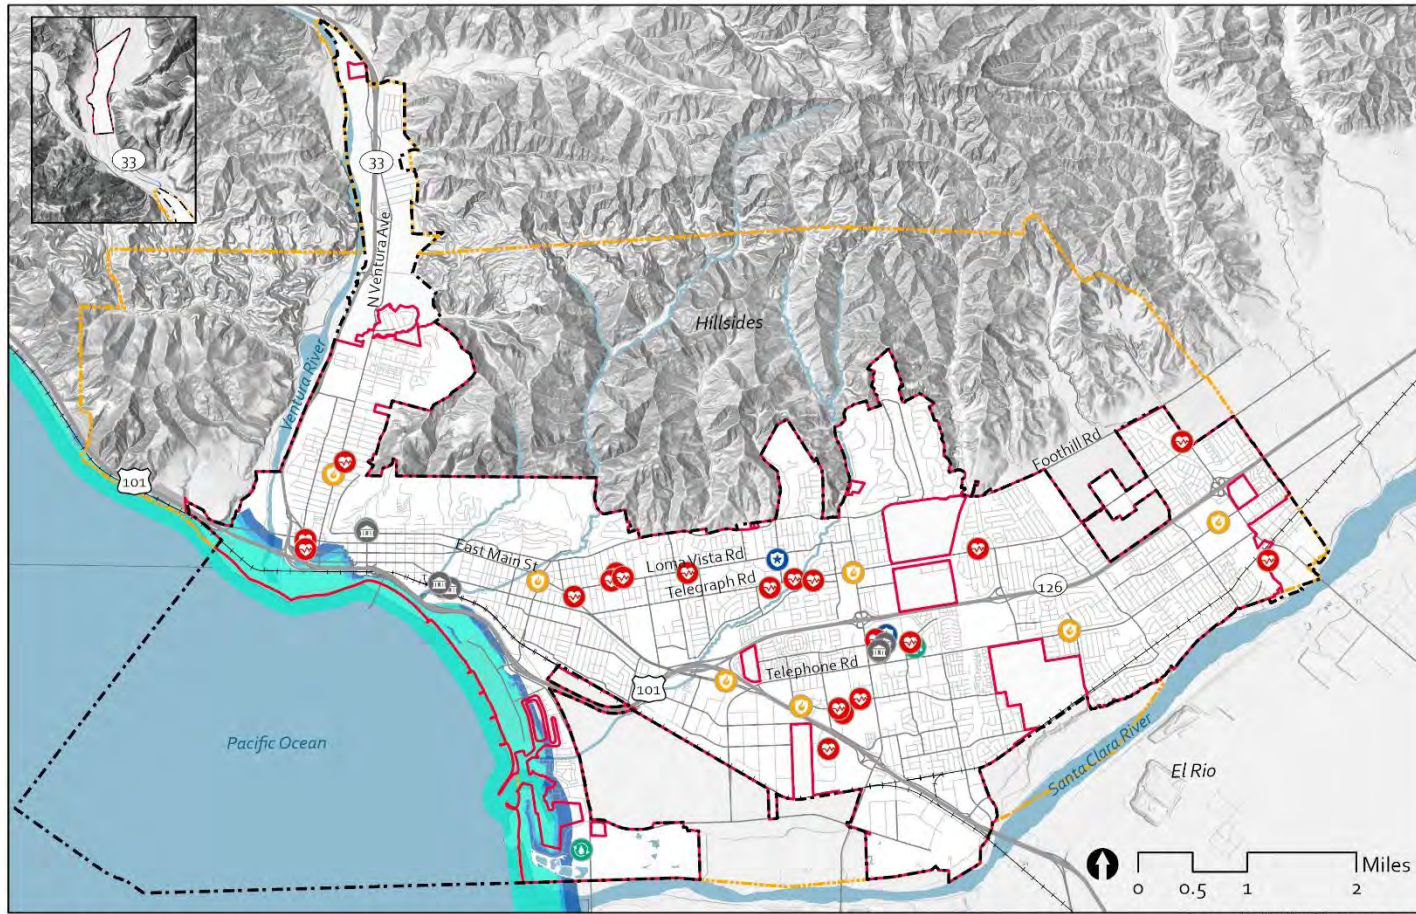 33
33
N Ventura Ave
Hillsides
Ventura River
101
Foothill Rd
East Main St
Loma Vista Rd
Telegraph Rd
126
Telephone Rd
101
Pacific Ocean
Santa Clara River
El Rio
Miles
0 0.5 1 2